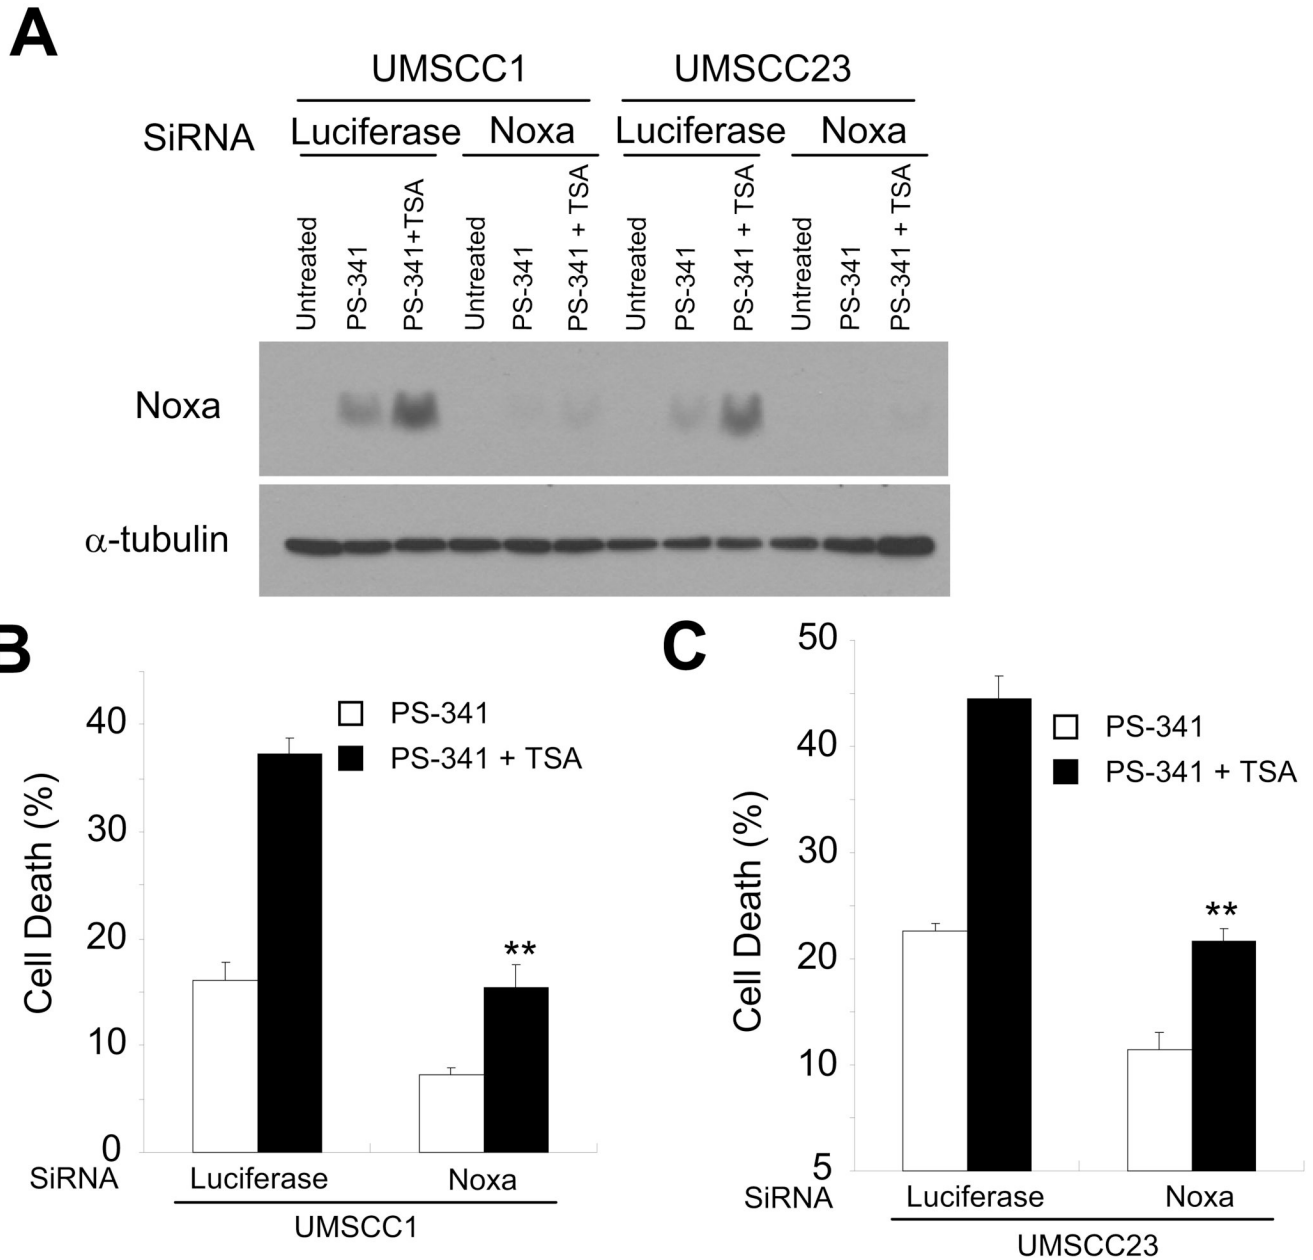 A
UMSCC1 UMSCC23
SiRNA Luciferase Noxa Luciferase Noxa
Untreated PS-341 PS-341+TSA Untreated PS-341 PS-341 + TSA Untreated PS-341 PS-341 + TSA Untreated PS-341 PS-341 + TSA
Noxa
α-tubulin
B
40
30
20
10
0
Cell Death (%)
PS-341
PS-341 + TSA
**
SiRNA Luciferase Noxa
UMSCC1
C
50
40
30
20
10
5
Cell Death (%)
PS-341
PS-341 + TSA
**
SiRNA Luciferase Noxa
UMSCC23